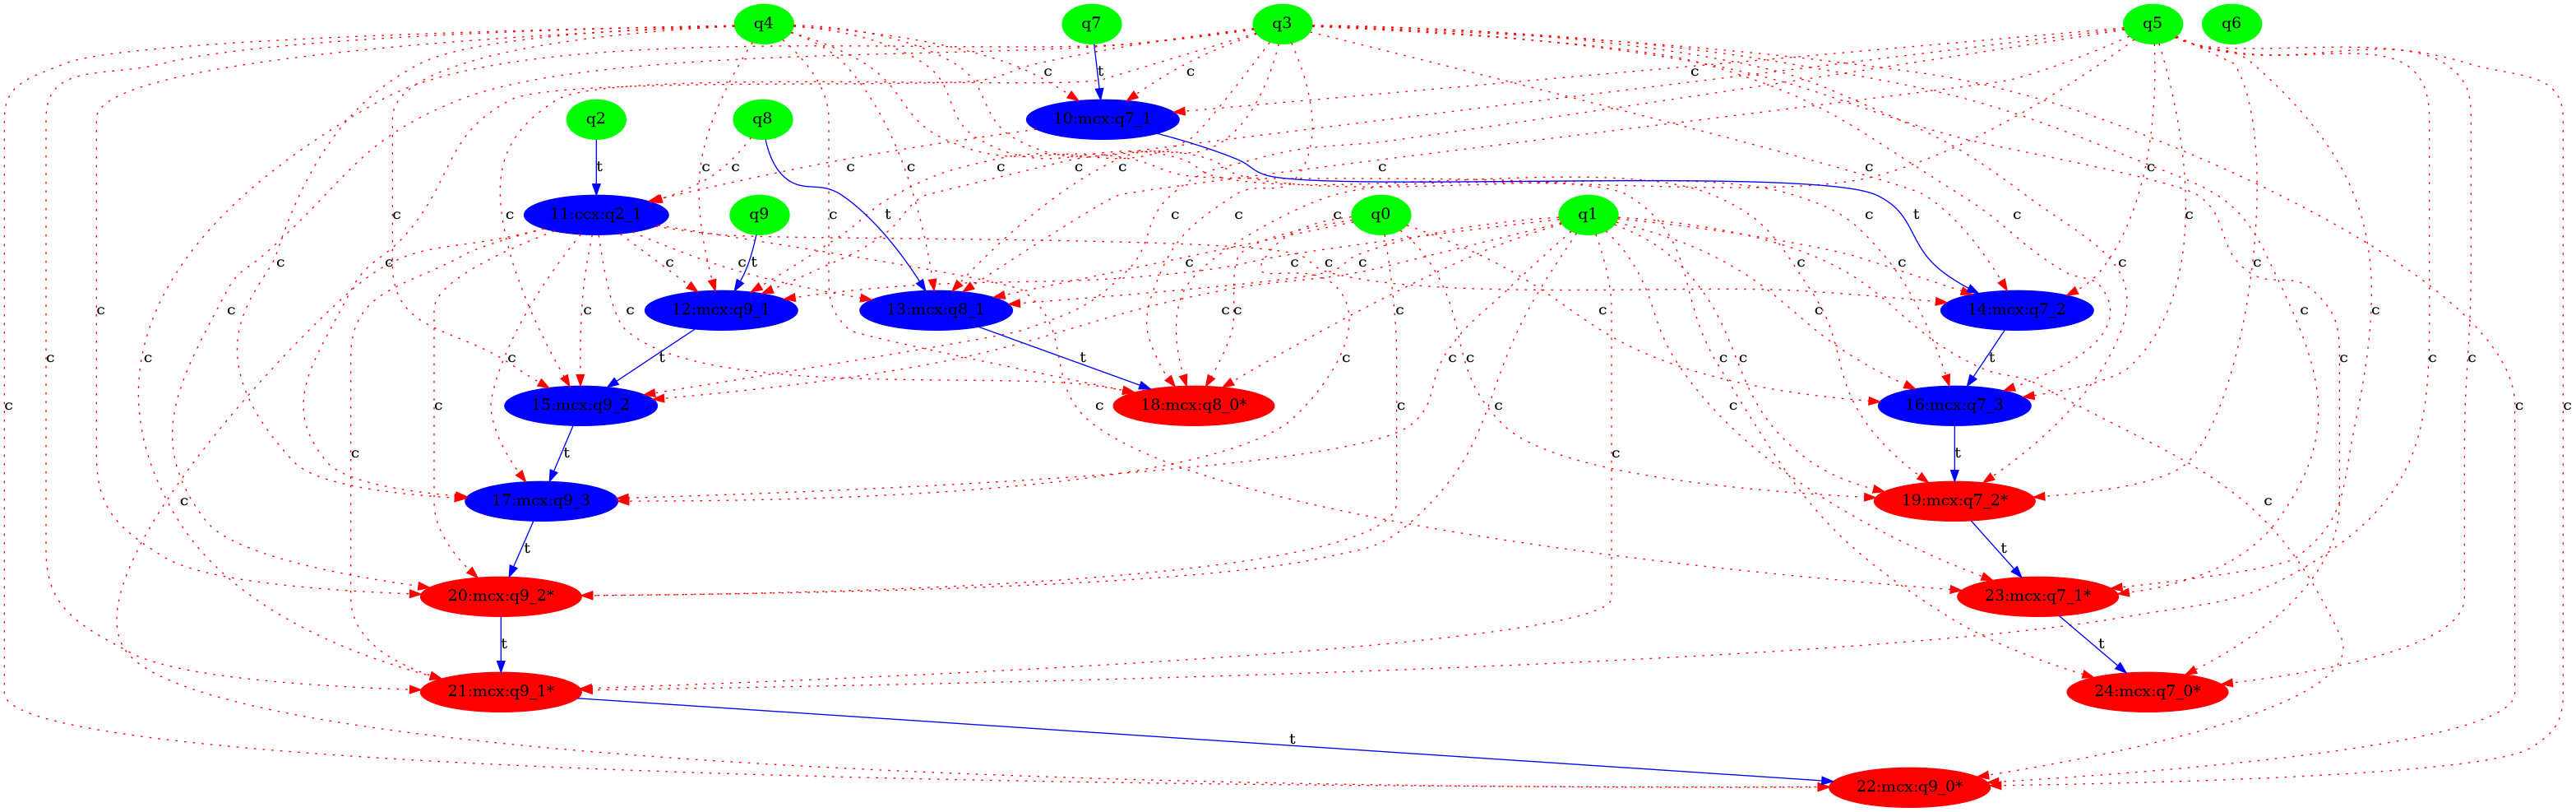 q4 q7 q3 q5 q6
c c c
t
q2 q8 10:mcx:q7_1
t c c c c c c c c c
11:ccx:q2_1 q9 q0 q1
c c t c c t
c c t c c c c c c c c c
c c c c c
12:mcx:q9_1 13:mcx:q8_1 14:mcx:q7_2
c c c c c c c c c
c t c c t c c c c t c c c
15:mcx:q9_2 18:mcx:q8_0* 16:mcx:q7_3
c c c c c c
c t c t
17:mcx:q9_3 19:mcx:q7_2*
c c
t t
20:mcx:q9_2* 23:mcx:q7_1*
t t
21:mcx:q9_1* 24:mcx:q7_0*
t
22:mcx:q9_0*